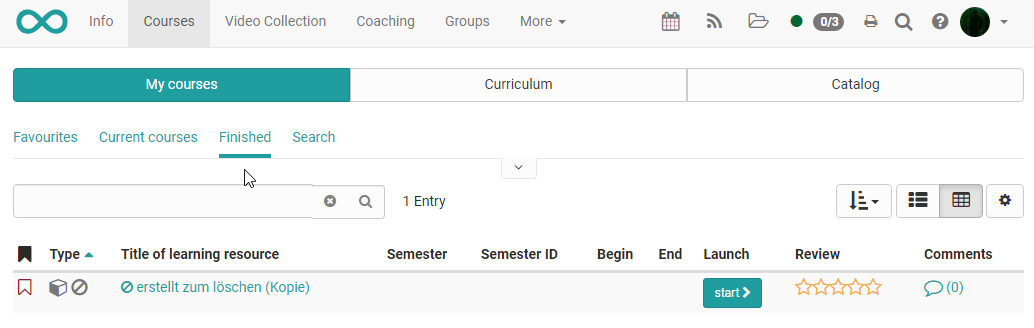 Info Courses Video Collection Coaching Groups More 0/3
My courses Curriculum Catalog
Favourites Current courses Finished Search
1 Entry
Type Title of learning resource Semester Semester ID Begin End Launch Review Comments
erstellt zum löschen (Kopie) start (0)